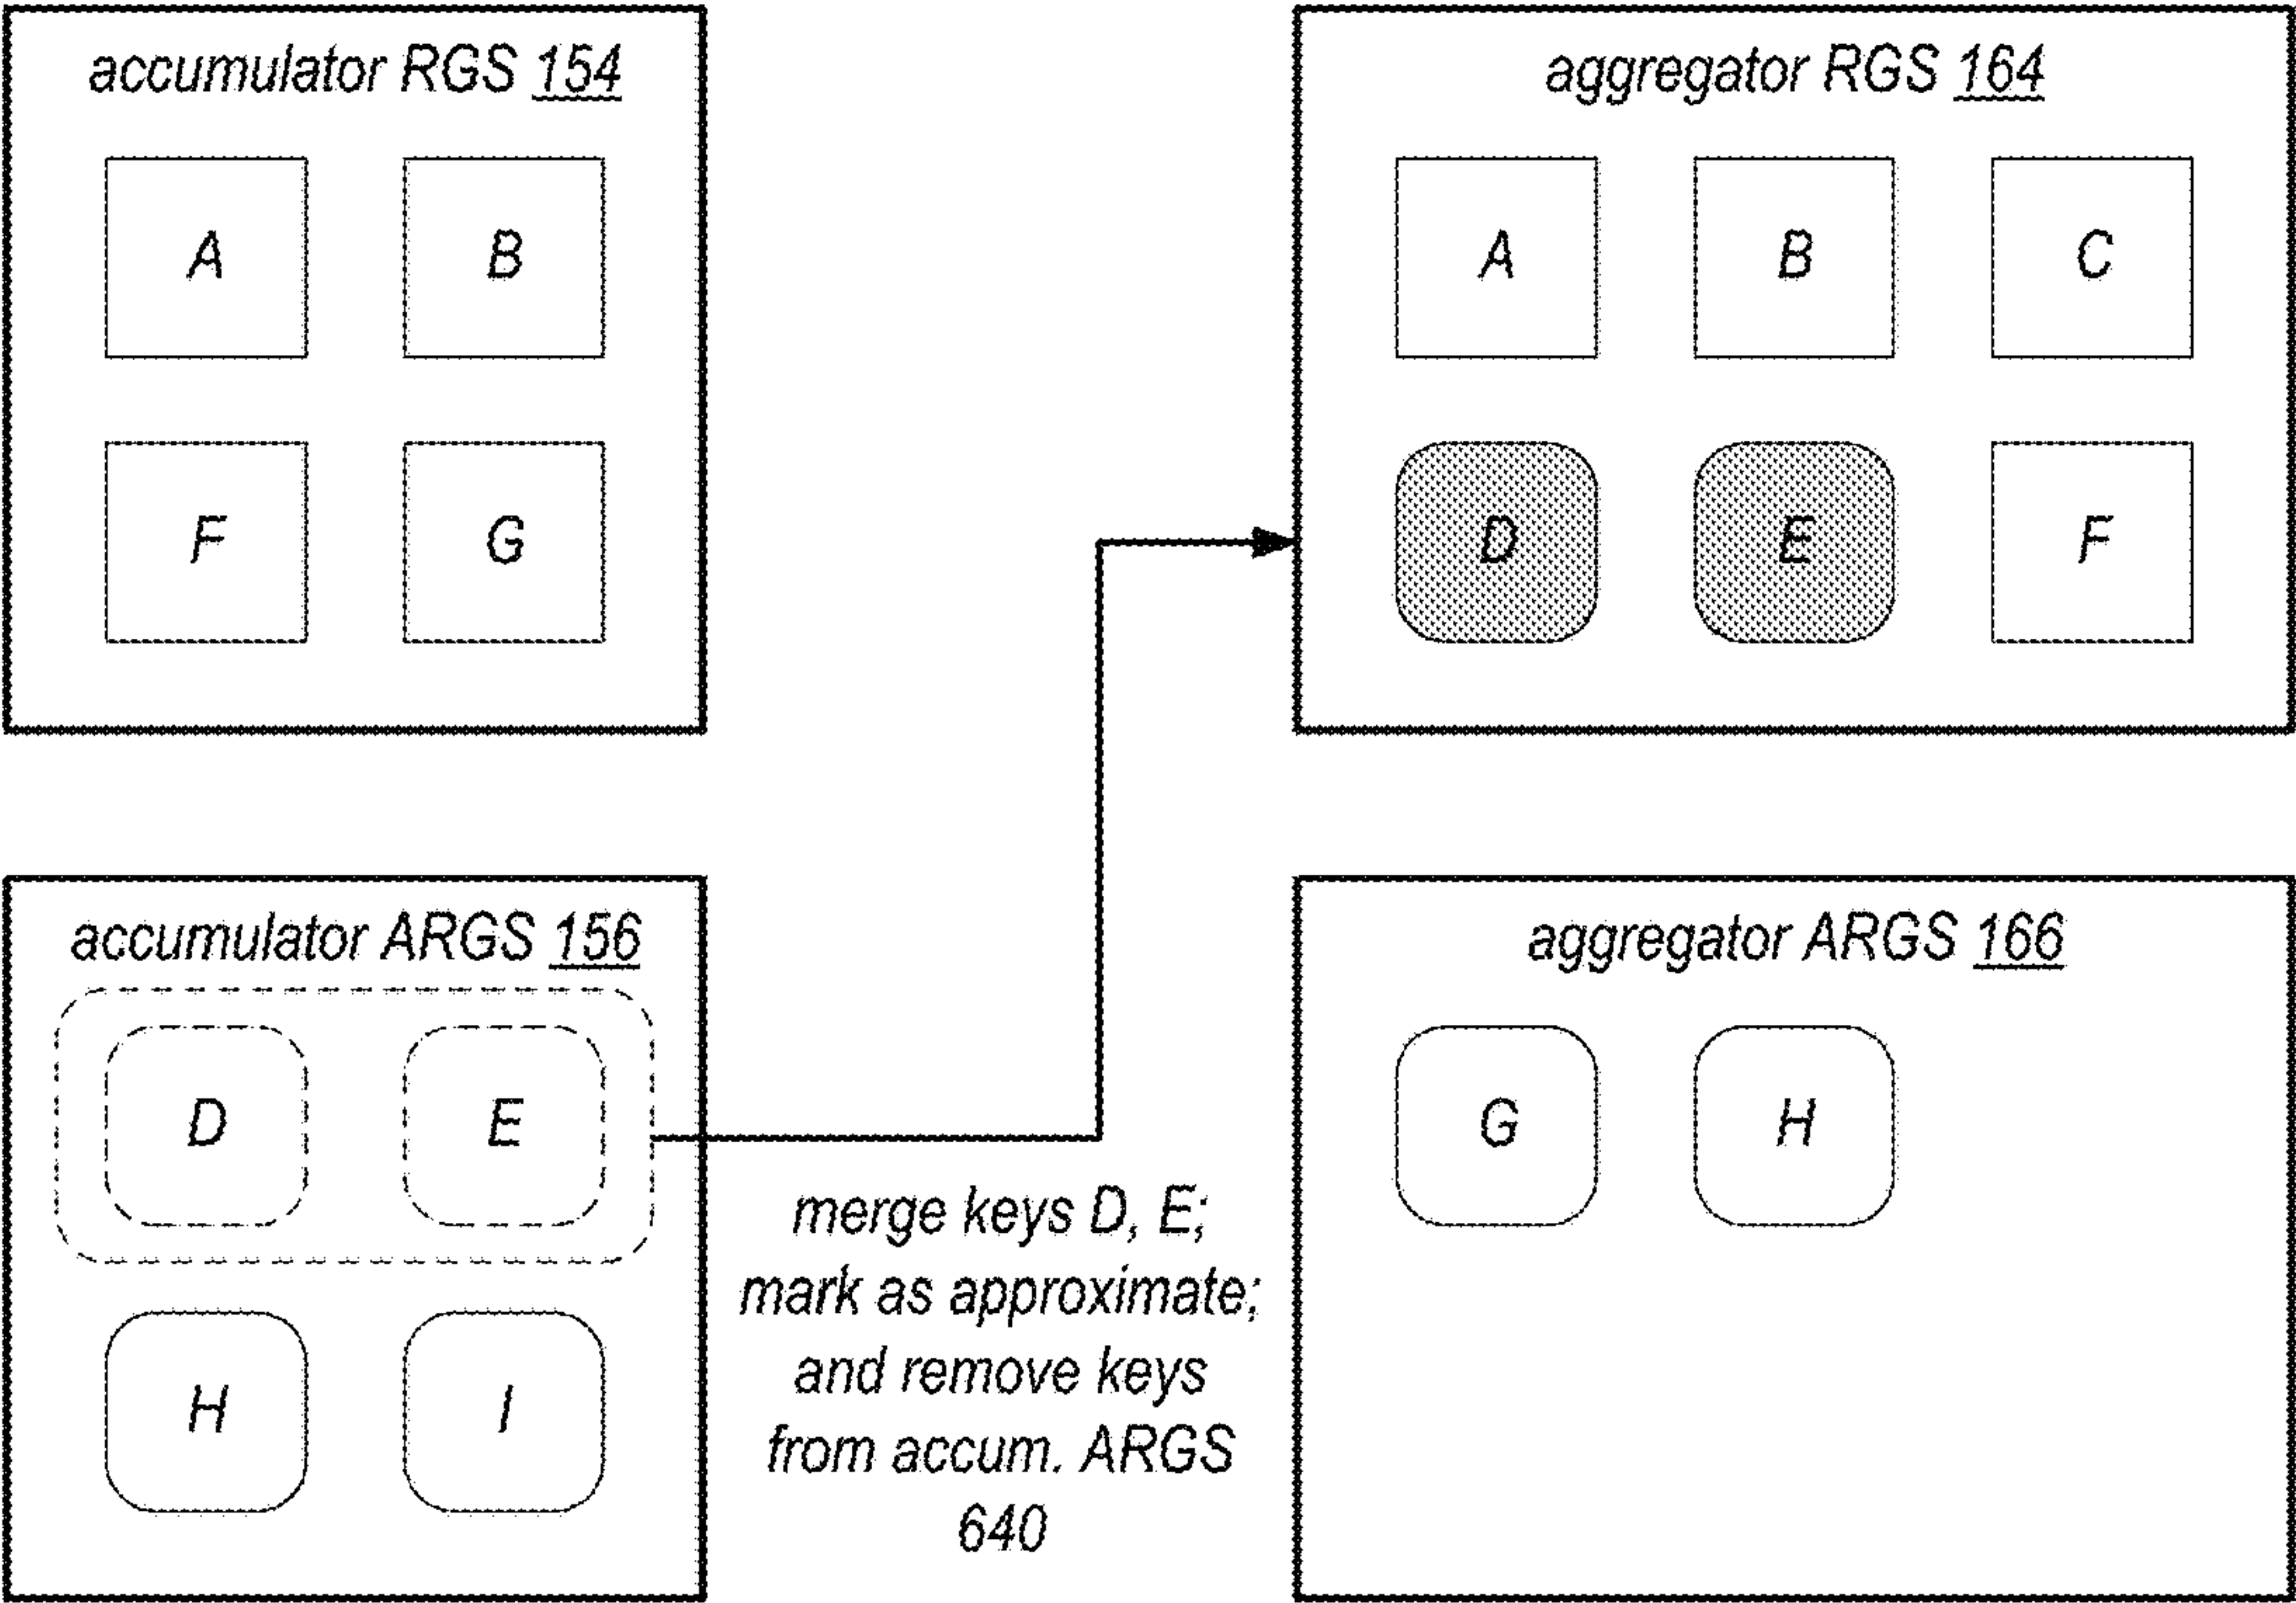 accumulator RGS 154
A B
F G
aggregator RGS 164
A B C
D E F
accumulator ARGS 156
D E
H I
merge keys D, E;
mark as approximate;
and remove keys
from accum. ARGS
640
aggregator ARGS 166
G H